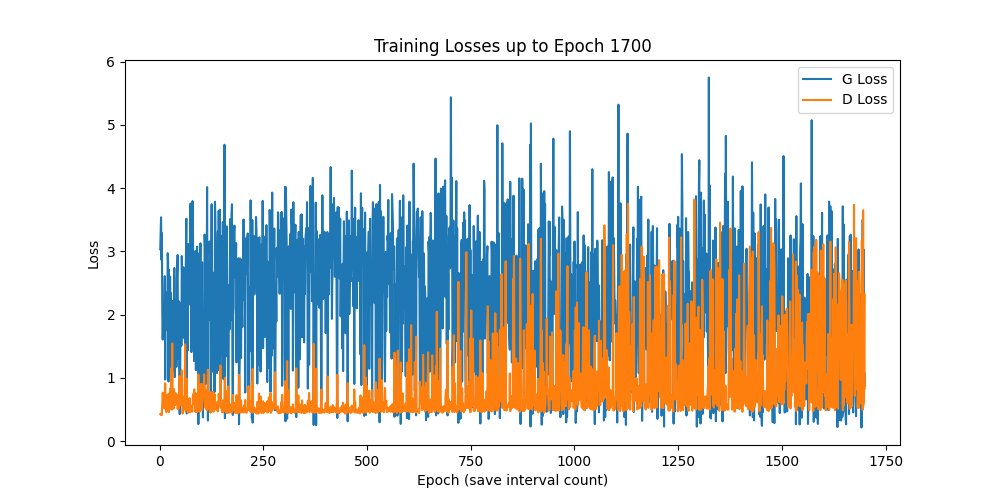 Training Losses up to Epoch 1700
G Loss
D Loss
6
5
4
3
2
1
0
Loss
0 250 500 750 1000 1250 1500 1750
Epoch (save interval count)